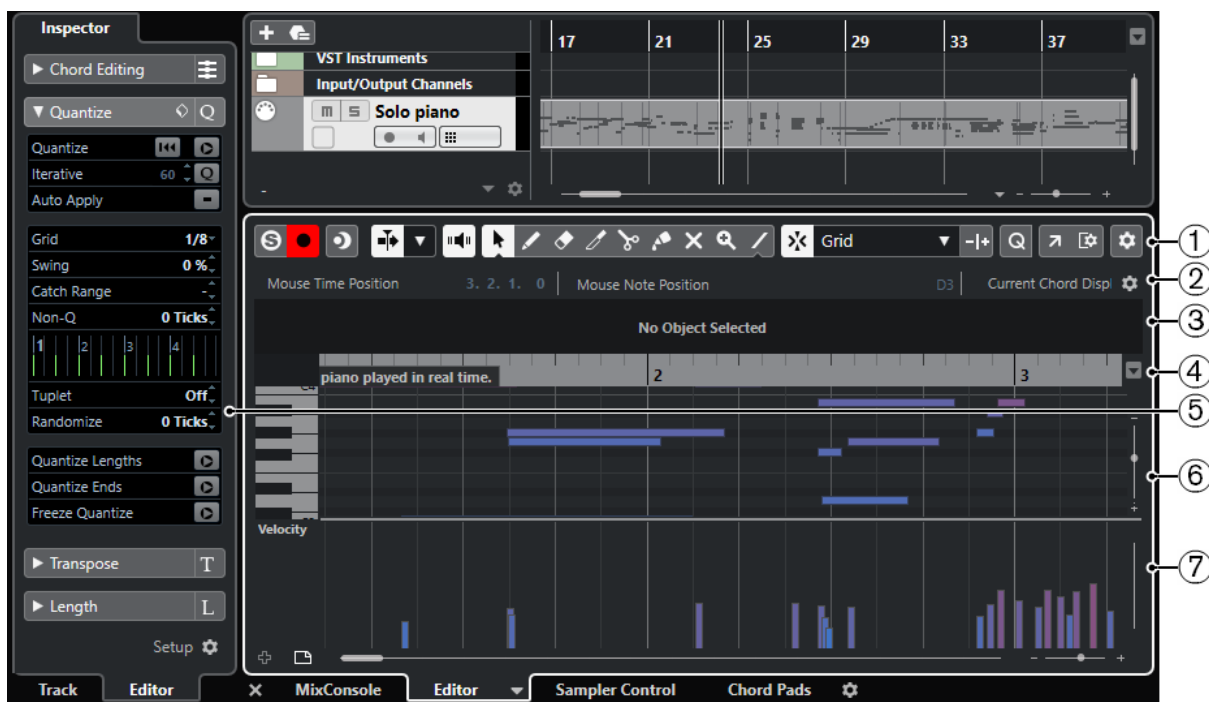 Inspector
Chord Editing
Quantize Q
Quantize
Iterative 60 Q
Auto Apply
Grid 1/8
Swing 0 %
Catch Range -
Non-Q 0 Ticks
1 2 3 4
Tuplet Off
Randomize 0 Ticks
Quantize Lengths
Quantize Ends
Freeze Quantize
Transpose T
Length L
Setup
Track Editor
17 21 25 29 33 37
VST Instruments
Input/Output Channels
m S Solo piano
-
S Grid Q
Mouse Time Position 3. 2. 1. 0 Mouse Note Position D3 Current Chord Displ
No Object Selected
piano played in real time. 2 3
C4
Velocity
MixConsole Editor Sampler Control Chord Pads
1
2
3
4
5
6
7